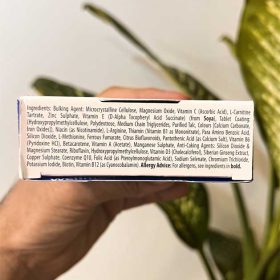 Ingredients: Bulking Agent: Microcrystalline Cellulose, Magnesium Oxide, Vitamin C (Ascorbic Acid), L-Carnitine
Tartrate, Zinc Sulphate, Vitamin E (D-Alpha Tocopheryl Acid Succinate) (from Soya), Tablet Coating
(Hydroxypropylmethylcellulose, Polydextrose, Medium Chain Triglycerides, Purified Talc, Colours [Calcium Carbonate,
Iron Oxides]), Niacin (as Nicotinamide), L-Arginine, Thiamin (Vitamin B1 as Mononitrate), Para Amino Benzoic Acid,
Silicon Dioxide, L-Methionine, Ferrous Fumarate, Citrus Bioflavonoids, Pantothenic Acid (as Calcium Salt), Vitamin B6
(Pyridoxine HCl), Betacarotene, Vitamin A (Acetate), Manganese Sulphate, Anti-Caking Agents: Silicon Dioxide &
Magnesium Stearate, Riboflavin, Hydroxypropylmethylcellulose, Vitamin D3 (Cholecalciferol), Siberian Ginseng Extract,
Copper Sulphate, Coenzyme Q10, Folic Acid (as Pteroylmonoglutamic Acid), Sodium Selenate, Chromium Trichloride,
Potassium Iodide, Biotin, Vitamin B12 (as Cyanocobalamin). Allergy Advice: For allergens, see ingredients in bold.